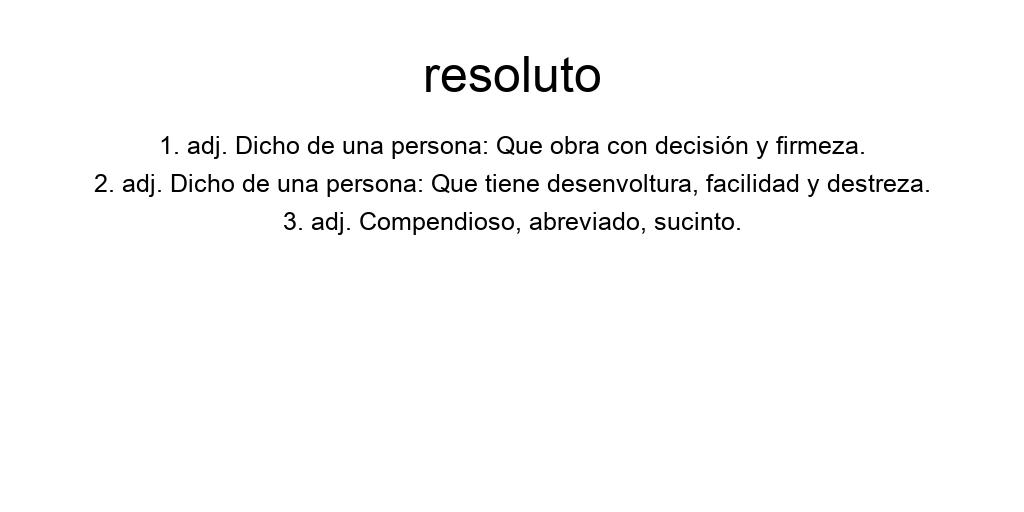 resoluto
1. adj. Dicho de una persona: Que obra con decisión y firmeza.
2. adj. Dicho de una persona: Que tiene desenvoltura, facilidad y destreza.
3. adj. Compendioso, abreviado, sucinto.